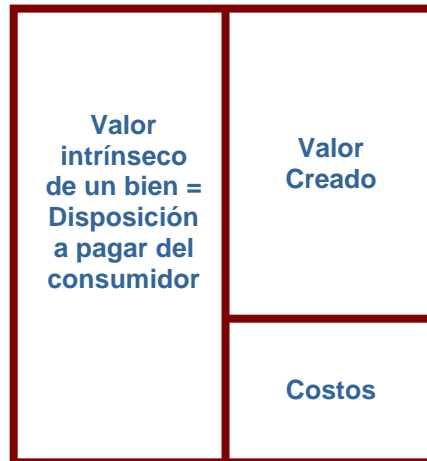 Valor
intrínseco
de un bien =
Disposición
a pagar del
consumidor
Valor
Creado
Costos